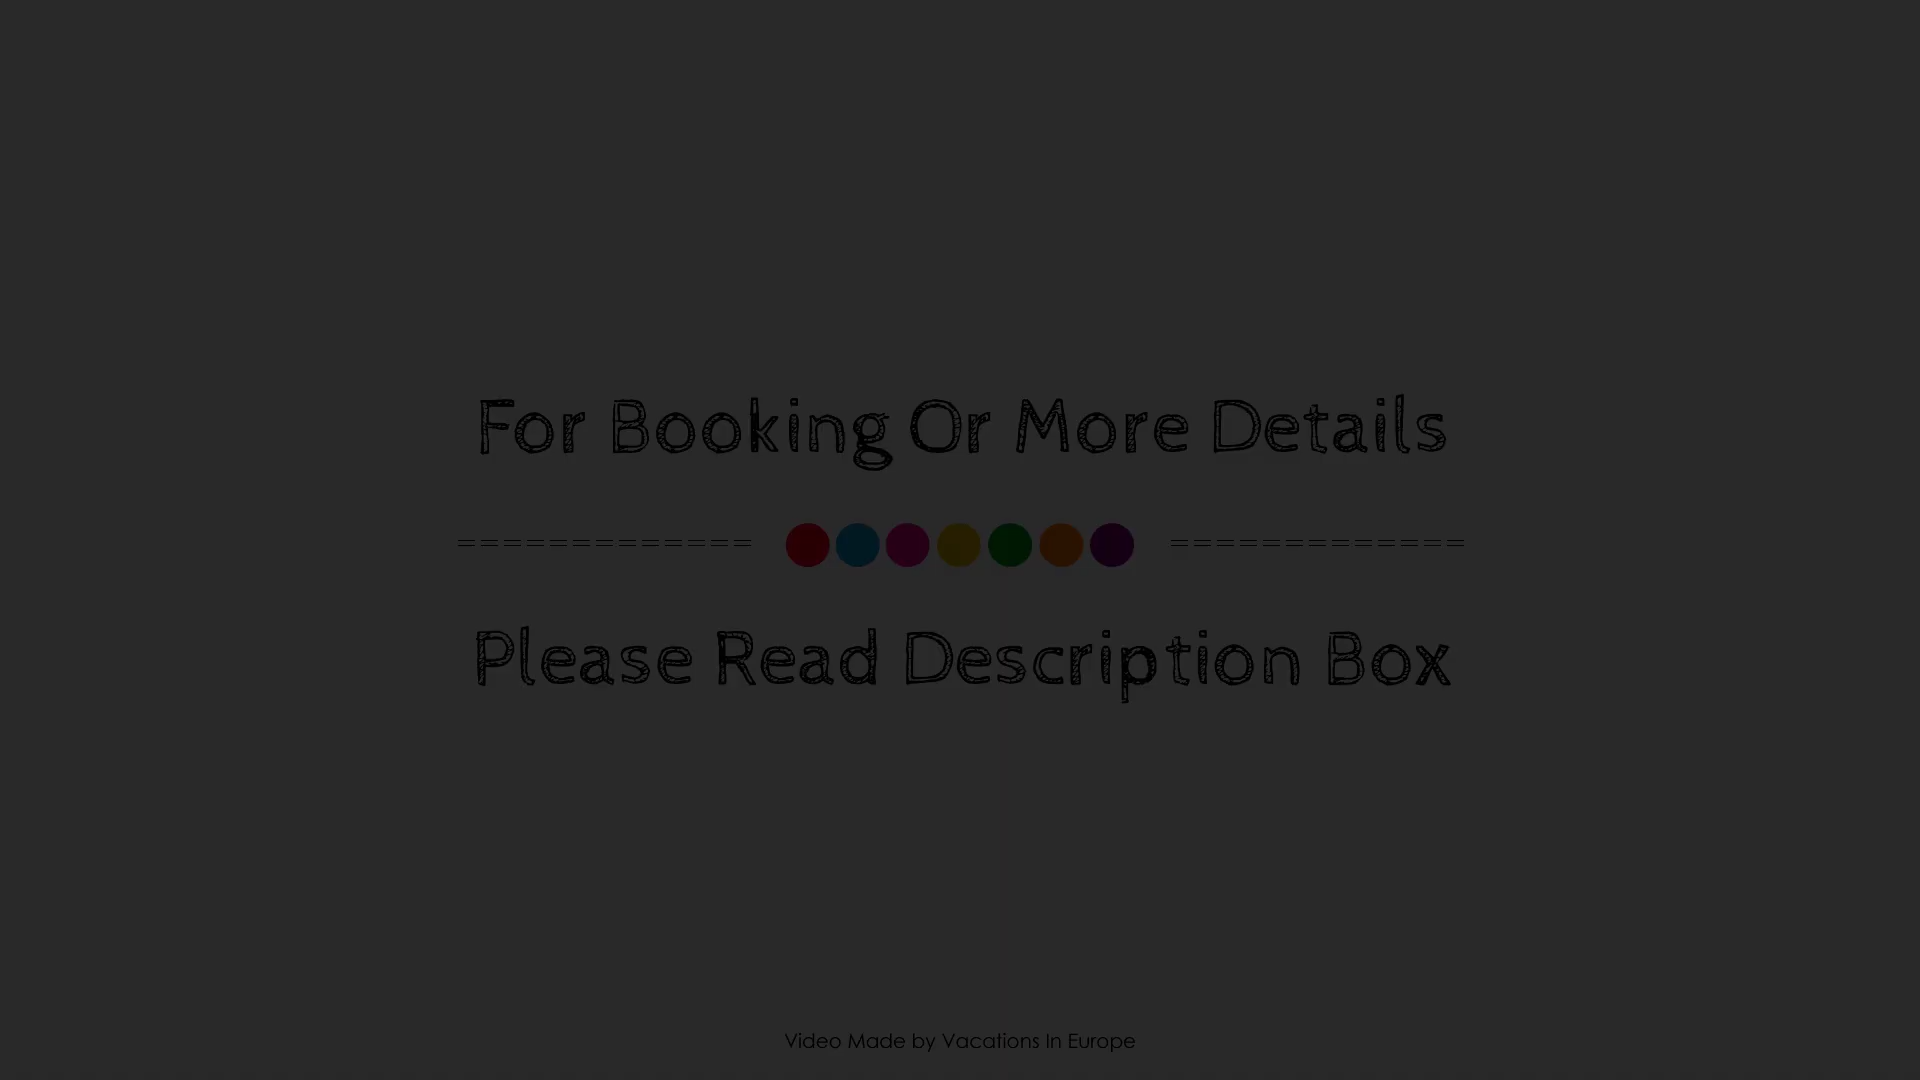 For Booking Or More Details
============= =============
Please Read Description Box
Video Made by Vacations In Europe